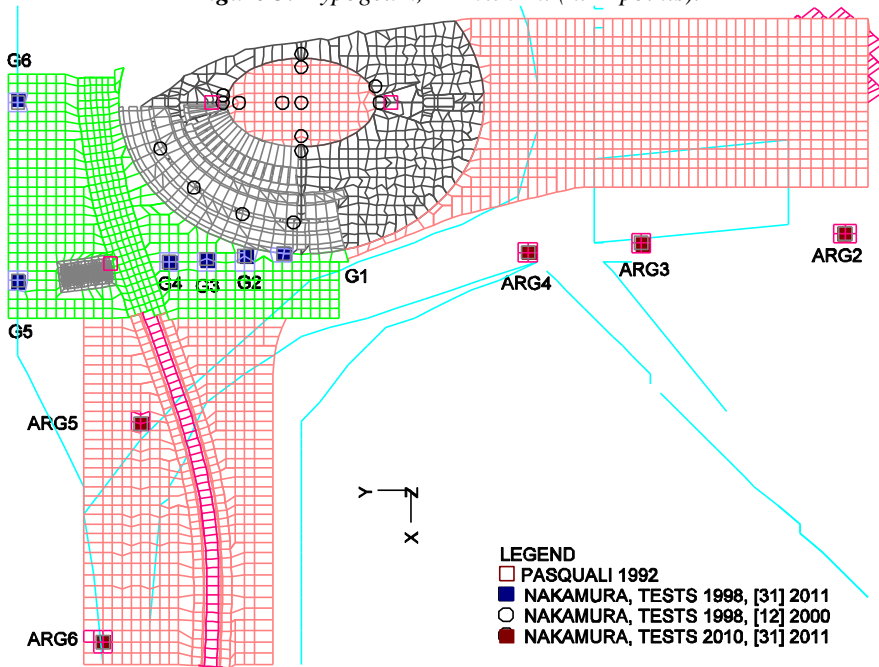 G6
G4
G3
G2
G1
ARG4
ARG3
ARG2
G5
ARG5
Y
Z
X
LEGEND
PASQUALI 1992
NAKAMURA, TESTS 1998, [31] 2011
NAKAMURA, TESTS 1998, [12] 2000
NAKAMURA, TESTS 2010, [31] 2011
ARG6